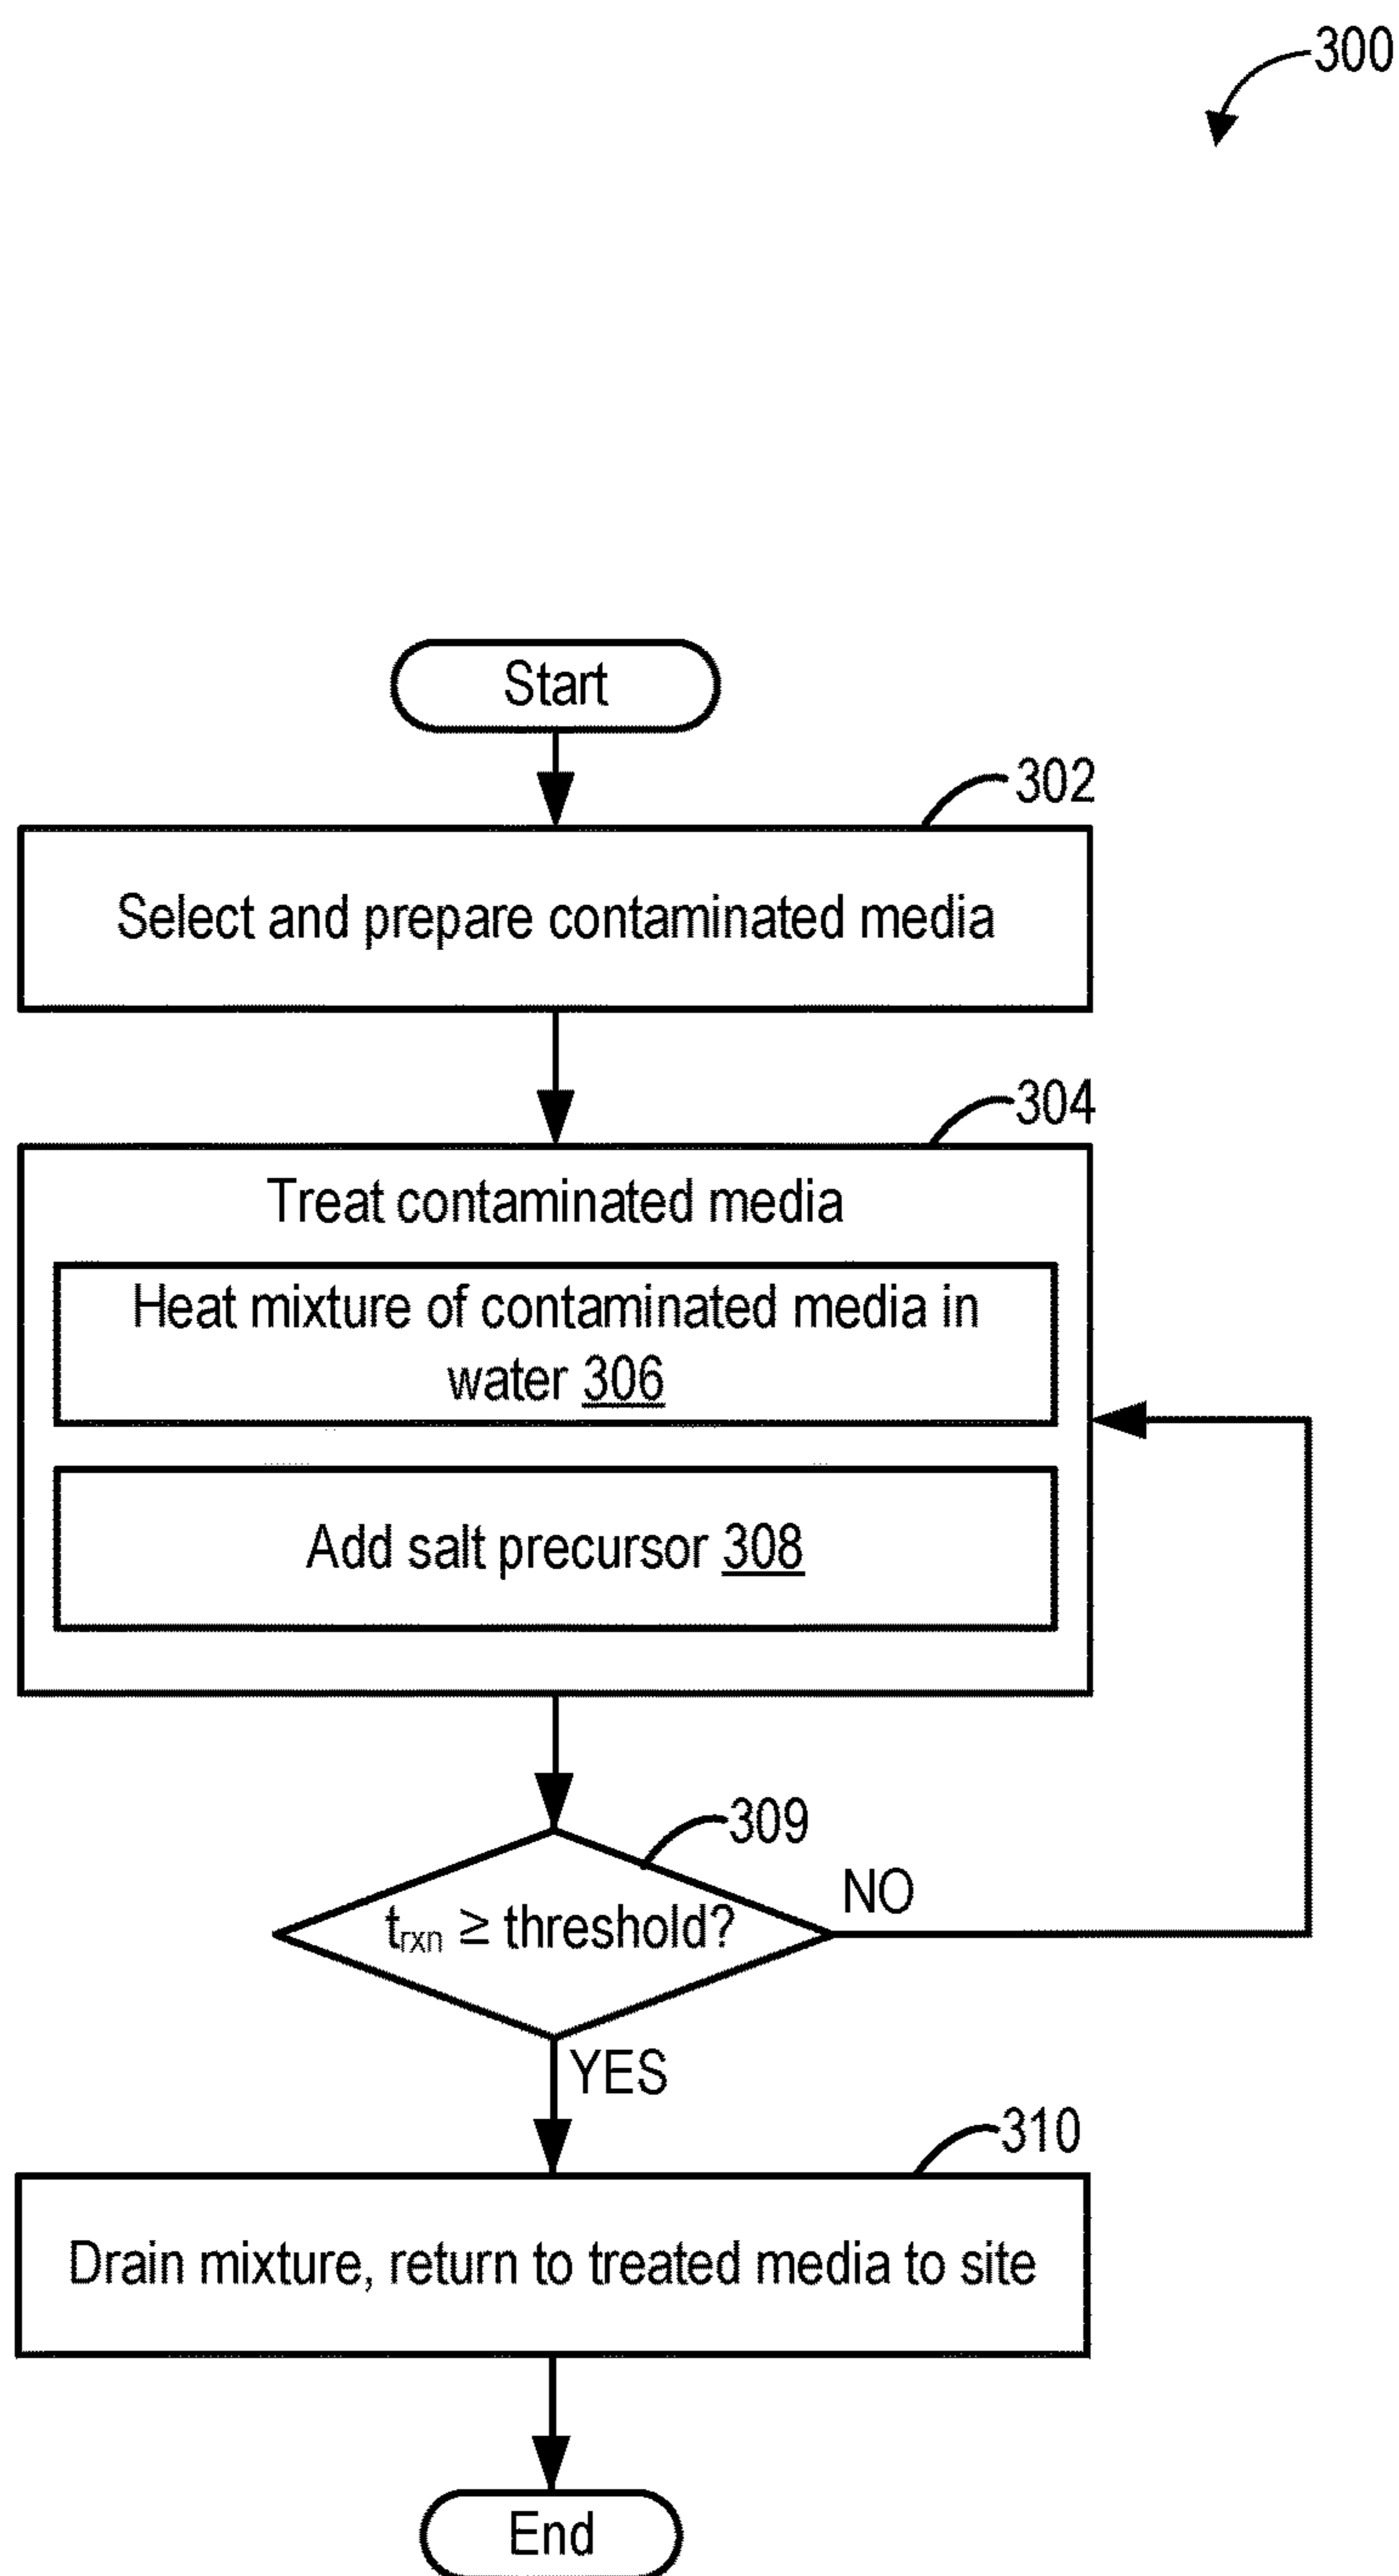 300
Start
302
Select and prepare contaminated media
304
Treat contaminated media
Heat mixture of contaminated media in
water 306
Add salt precursor 308
309
trxn ≥ threshold?
NO
YES
310
Drain mixture, return to treated media to site
End